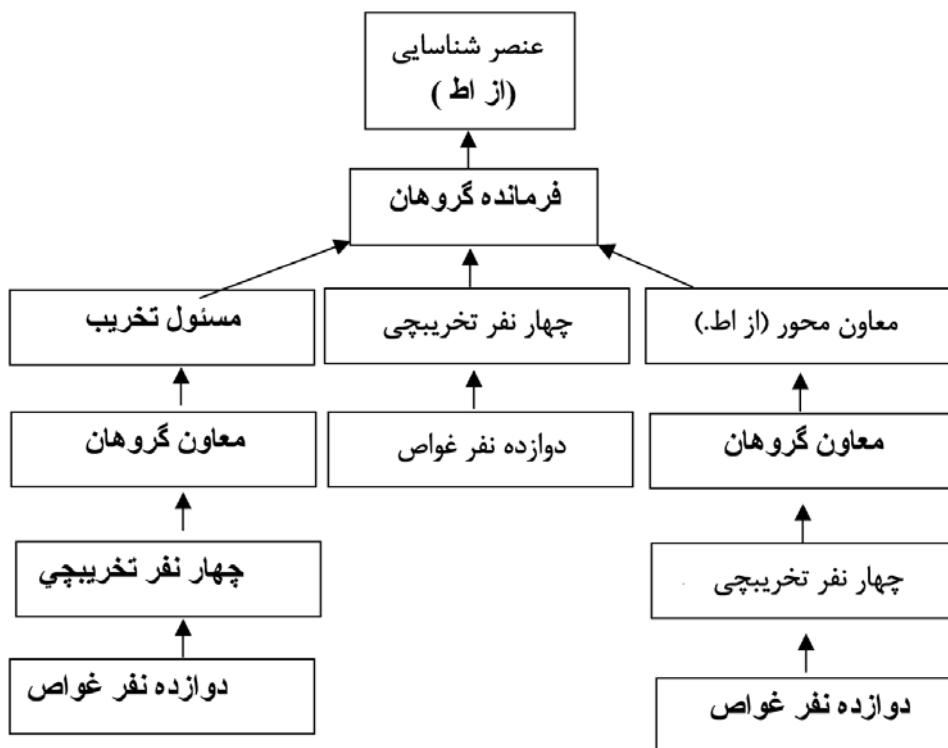 عنصر شناسایی
(از اط )
فرمانده گروهان
معاون محور (از اط.)
چهار نفر تخریبچی
مسئول تخریب
معاون گروهان
دوازده نفر غواص
معاون گروهان
چهار نفر تخریبچی
چهار نفر تخریبچي
دوازده نفر غواص
دوازده نفر غواص